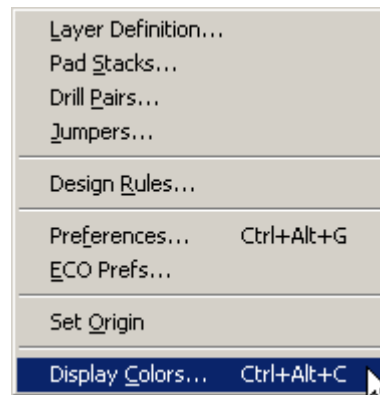 Layer Definition...
Pad Stacks...
Drill Pairs...
Jumpers...
Design Rules...
Preferences... Ctrl+Alt+G
ECO Prefs...
Set Origin
Display Colors... Ctrl+Alt+C